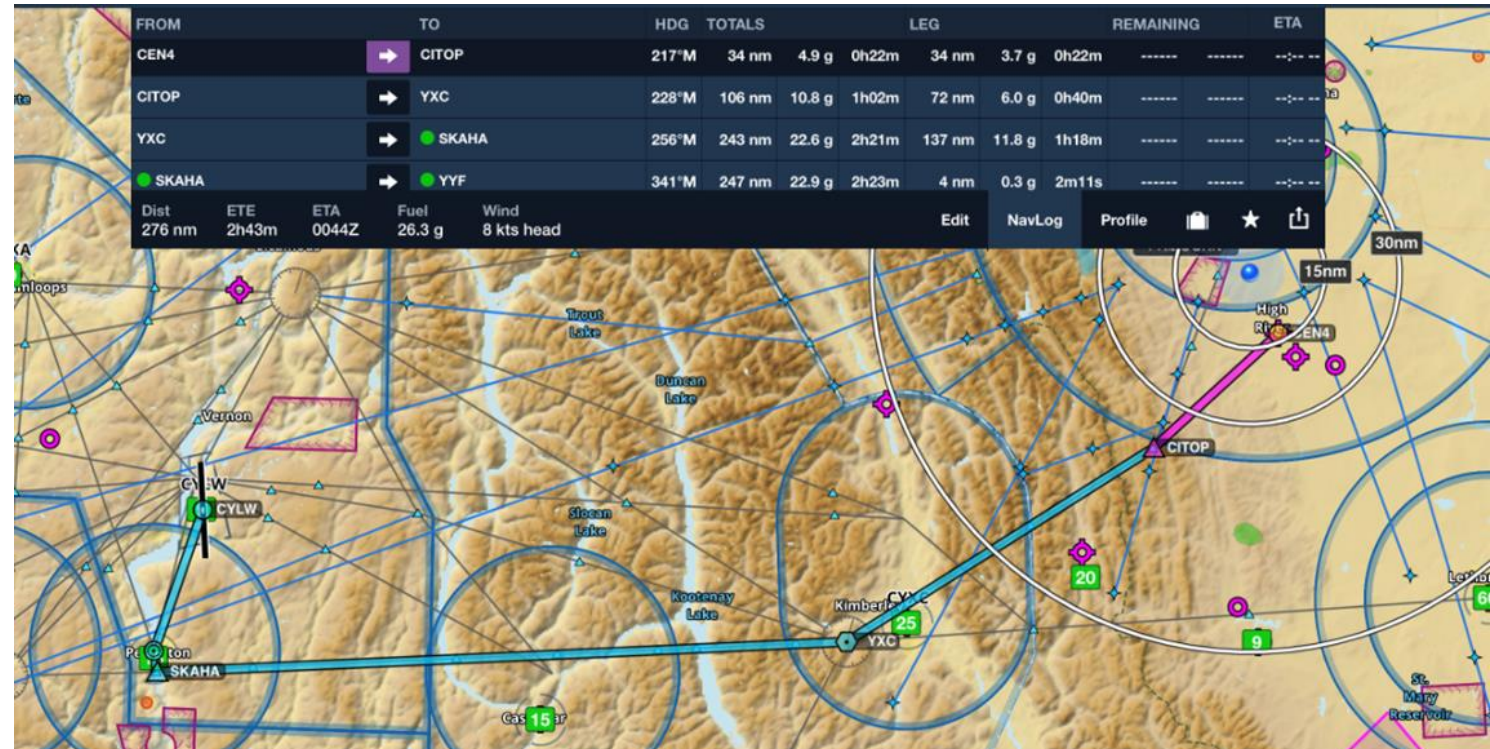 FROM TO HDG TOTALS LEG REMAINING ETA
CEN4 CITOP 217°M 34 nm 4.9 g 0h22m 34 nm 3.7 g 0h22m ------ ------ --:-- --
CITOP YXC 228°M 106 nm 10.8 g 1h02m 72 nm 6.0 g 0h40m ------ ------ --:-- --
YXC SKAHA 256°M 243 nm 22.6 g 2h21m 137 nm 11.8 g 1h18m ------ ------ --:-- --
SKAHA YYF 341°M 247 nm 22.9 g 2h23m 4 nm 0.3 g 2m11s ------ ------ --:-- --
Dist ETE ETA Fuel Wind
276 nm 2h43m 0044Z 26.3 g 8 kts head
Edit NavLog Profile
30nm
15nm
High
CEN4
Trout
Lake
Duncan
Lake
Vernon
CITOP
CYLW
Slocan
Lake
20
Kootenay
Lake
Kimberley
25
YXC
9
SKAHA
15
St.
Mary
Reservoir